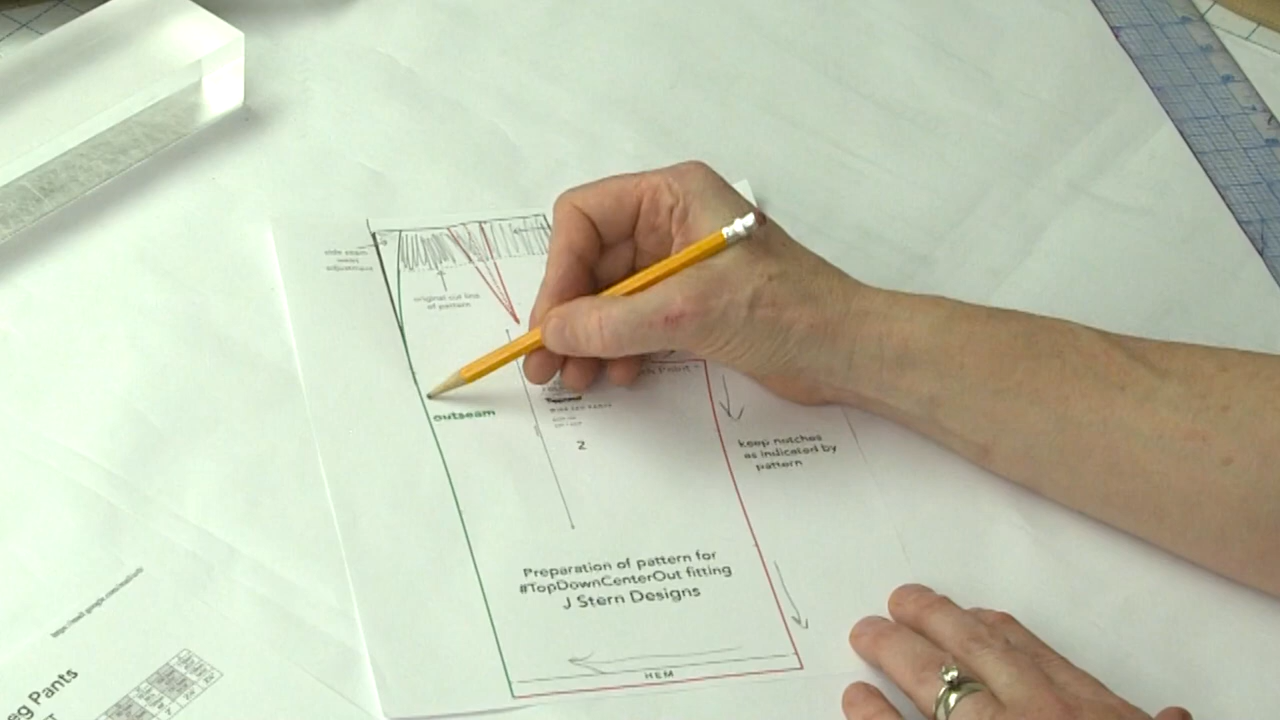 side seam
waist
adjustment
original cut line
of pattern
outseam
2
keep notches
as indicated by
pattern
Preparation of pattern for
#TopDownCenterOut fitting
J Stern Designs
HEM
Pants